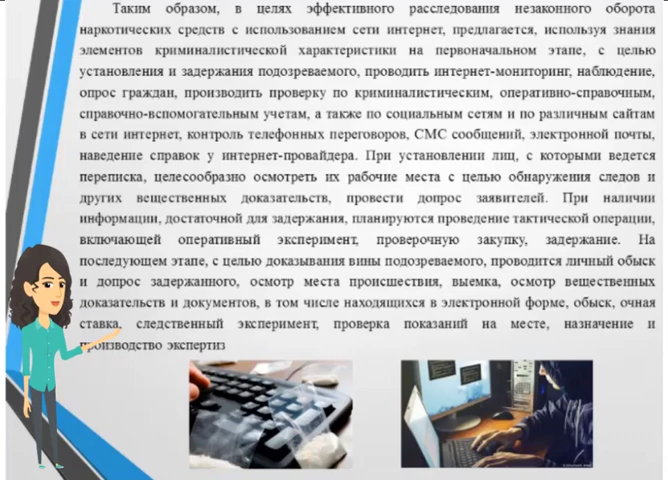 Таким образом, в целях эффективного расследования незаконного оборота
наркотических средств с использованием сети интернет, предлагается, используя знания
элементов криминалистической характеристики на первоначальном этапе, с целью
установления и задержания подозреваемого, проводить интернет-мониторинг, наблюдение,
опрос граждан, производить проверку по криминалистическим, оперативно-справочным,
справочно-вспомогательным учетам, а также по социальным сетям и по различным сайтам
в сети интернет, контроль телефонных переговоров, СМС сообщений, электронной почты,
наведение справок у интернет-провайдера. При установлении лиц, с которыми ведется
переписка, целесообразно осмотреть их рабочие места с целью обнаружения следов и
других вещественных доказательств, провести допрос заявителей. При наличии
информации, достаточной для задержания, планируются проведение тактической операции,
включающей оперативный эксперимент, проверочную закупку, задержание. На
последующем этапе, с целью доказывания вины подозреваемого, проводится личный обыск
и допрос задержанного, осмотр места происшествия, выемка, осмотр вещественных
доказательств и документов, в том числе находящихся в электронной форме, обыск, очная
ставка, следственный эксперимент, проверка показаний на месте, назначение и
производство экспертиз